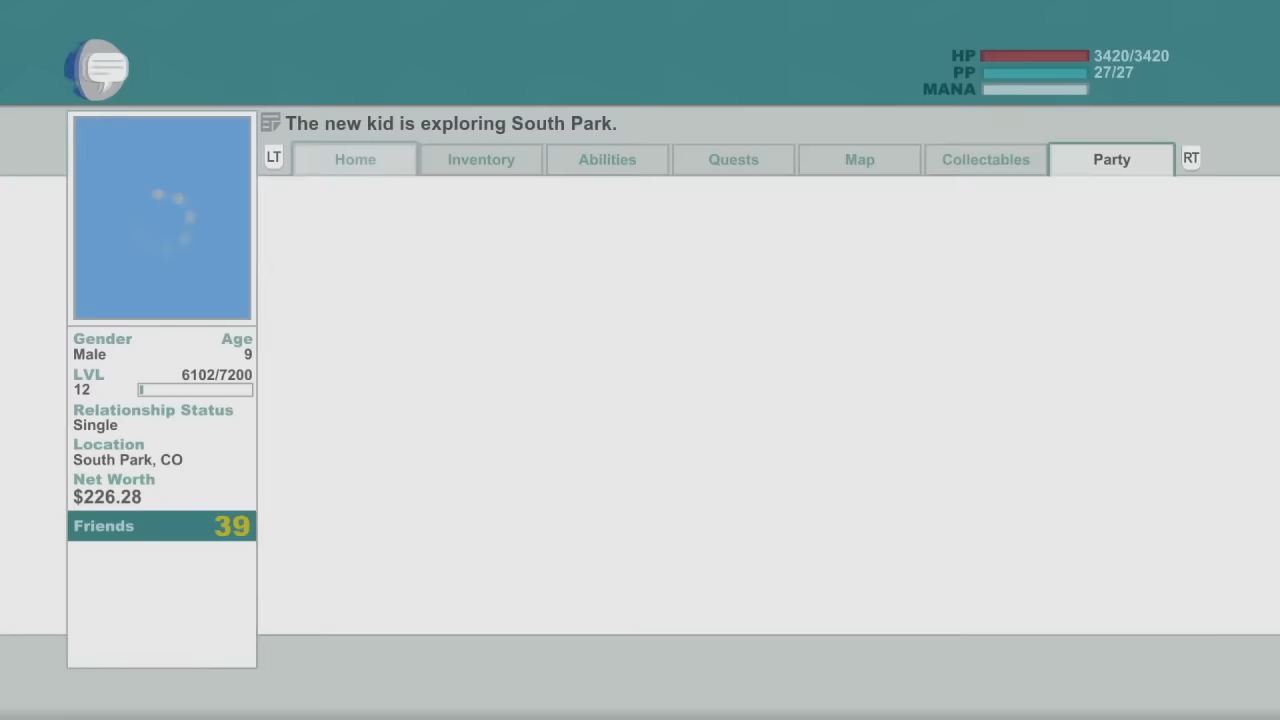 HP 3420/3420
PP 27/27
MANA
The new kid is exploring South Park.
LT Home Inventory Abilities Quests Map Collectables Party RT
Gender Age
Male 9
LVL 6102/7200
12
Relationship Status
Single
Location
South Park, CO
Net Worth
$226.28
Friends 39